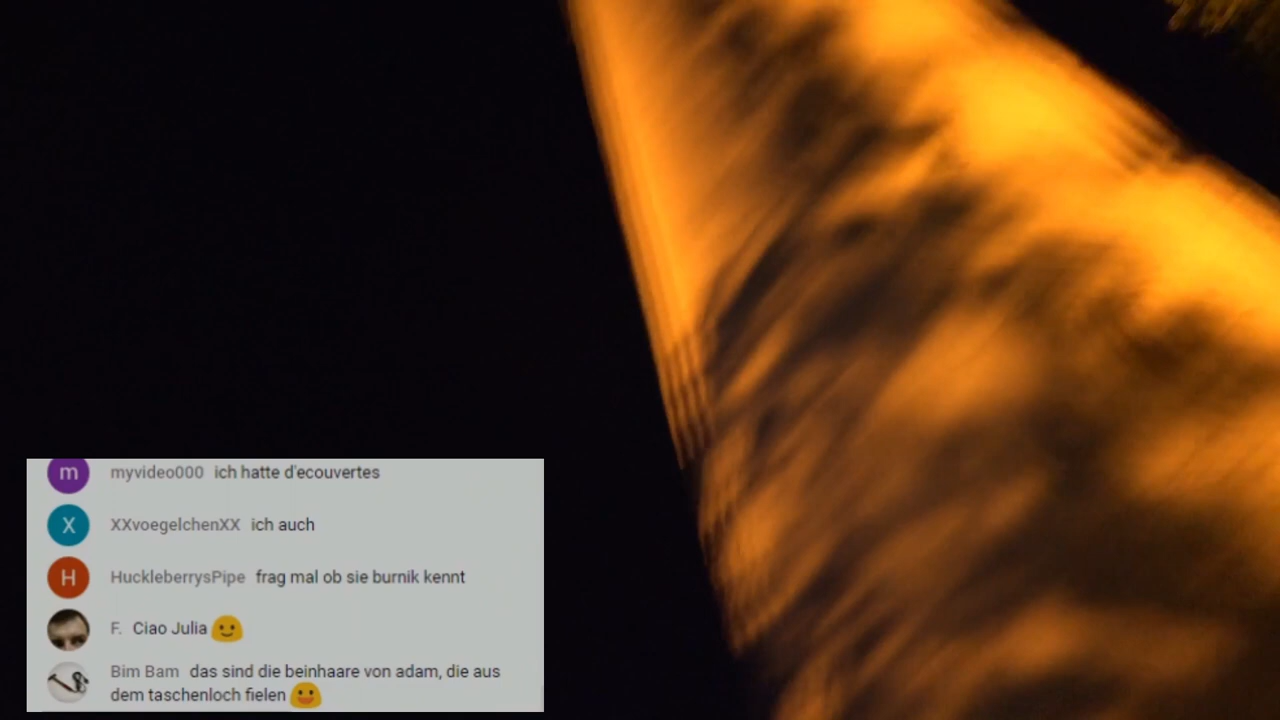 m myvideo000 ich hatte d'ecouvertes
X XXvoegelchenXX ich auch
H HuckleberrysPipe frag mal ob sie burnik kennt
F. Ciao Julia 🙂
Bim Bam das sind die beinhaare von adam, die aus
dem taschenloch fielen 😀